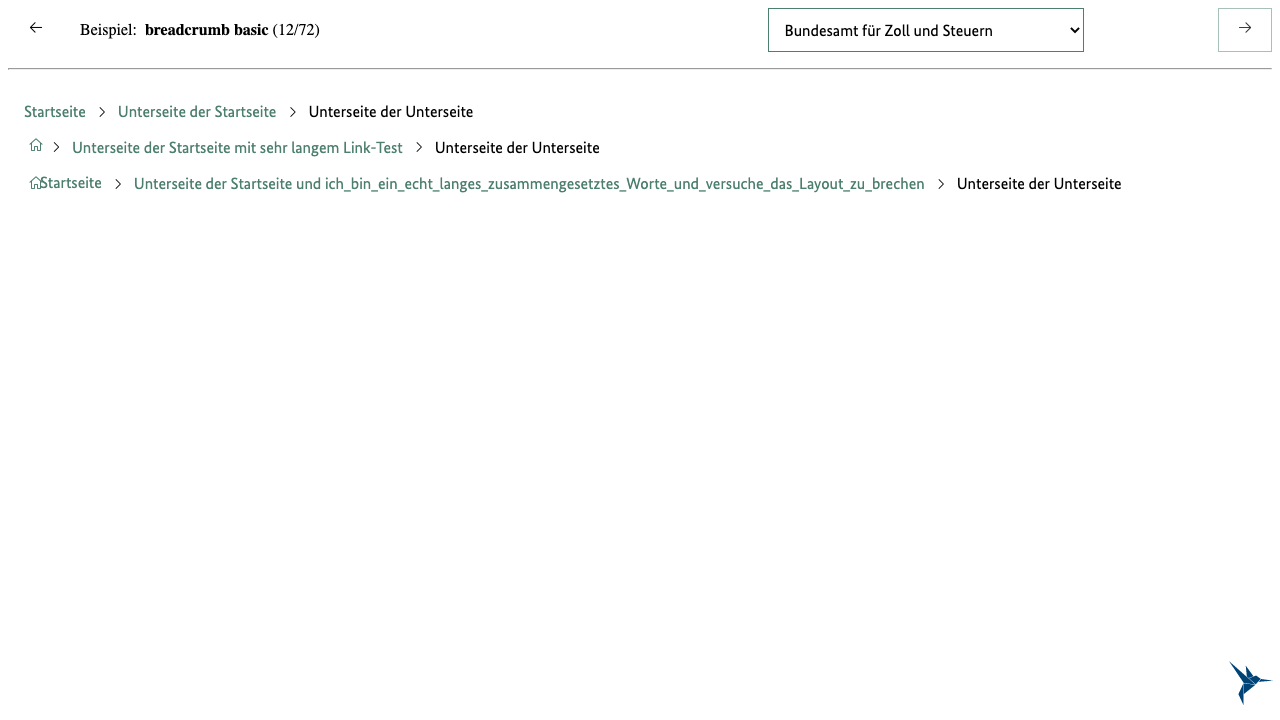 Beispiel: breadcrumb basic (12/72) Bundesamt für Zoll und Steuern
Startseite Unterseite der Startseite Unterseite der Unterseite
Unterseite der Startseite mit sehr langem Link-Test Unterseite der Unterseite
Startseite Unterseite der Startseite und ich_bin_ein_echt_langes_zusammengesetztes_Worte_und_versuche_das_Layout_zu_brechen Unterseite der Unterseite